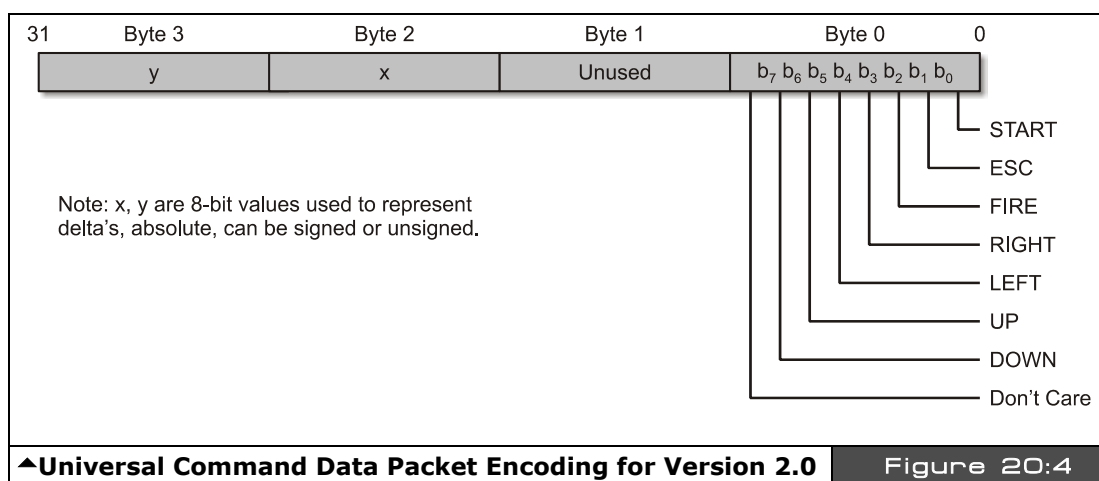 31 Byte 3 Byte 2 Byte 1 Byte 0 0
y x Unused b7 b6 b5 b4 b3 b2 b1 b0
START
ESC
FIRE
RIGHT
LEFT
UP
DOWN
Don't Care
Note: x, y are 8-bit values used to represent
delta's, absolute, can be signed or unsigned.
Universal Command Data Packet Encoding for Version 2.0 Figure 20:4